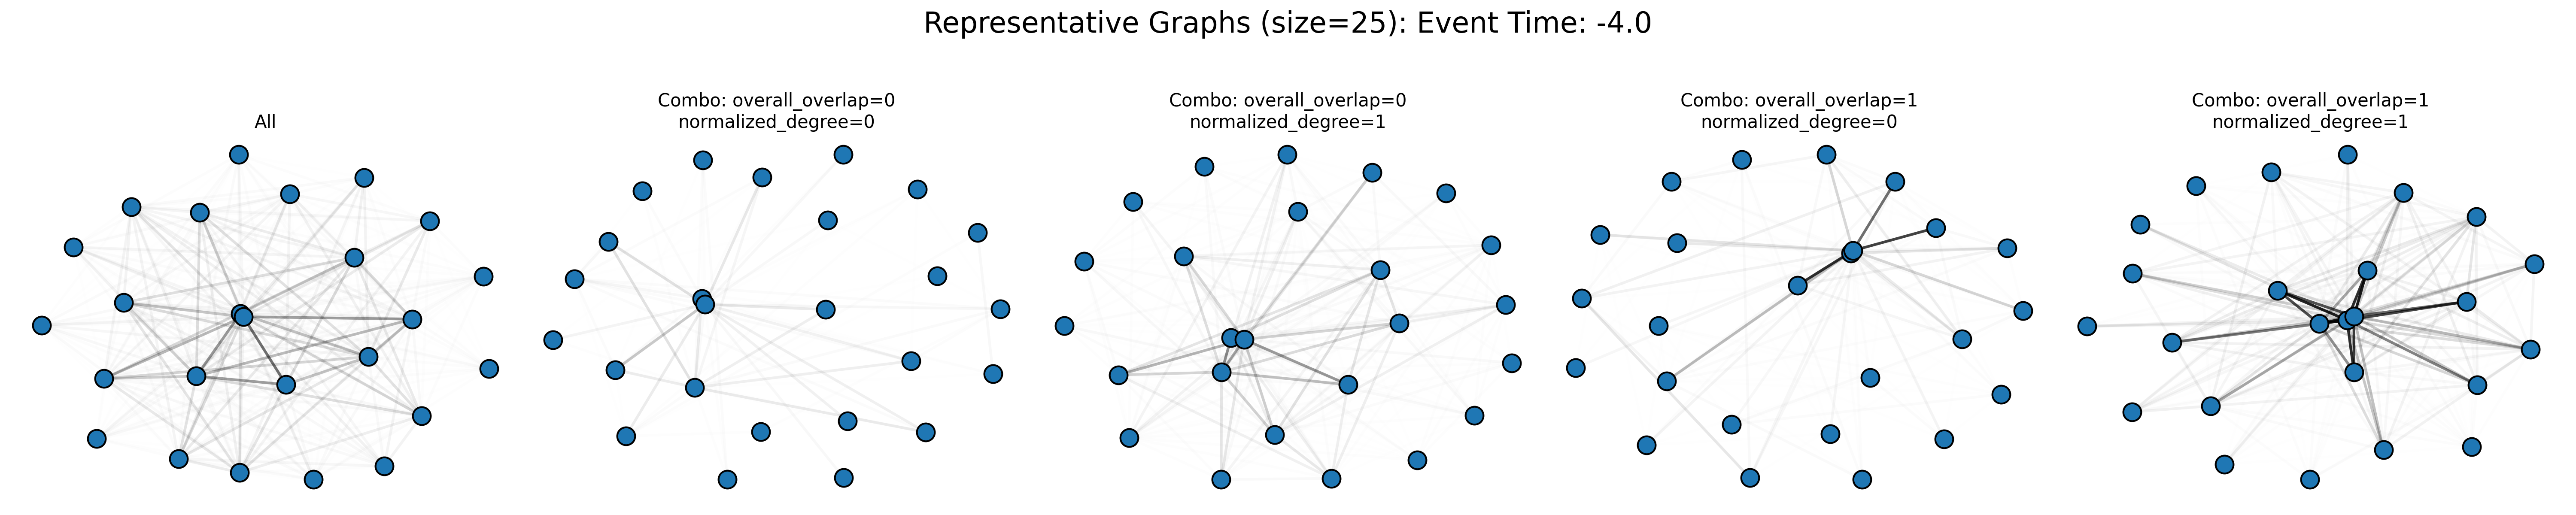 Representative Graphs (size=25): Event Time: -4.0
All
Combo: overall_overlap=0
normalized_degree=0
Combo: overall_overlap=0
normalized_degree=1
Combo: overall_overlap=1
normalized_degree=0
Combo: overall_overlap=1
normalized_degree=1